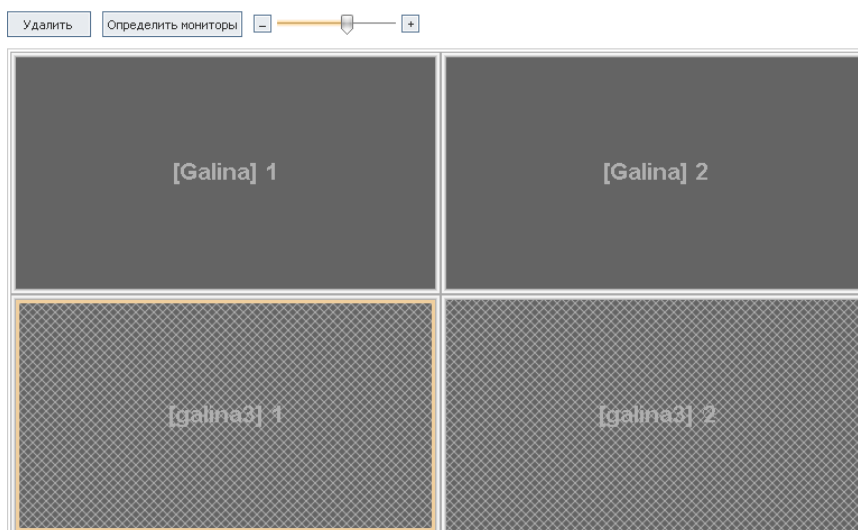 Удалить
Определить мониторы
–
+
[Galina] 1
[Galina] 2
[galina3] 1
[galina3] 2